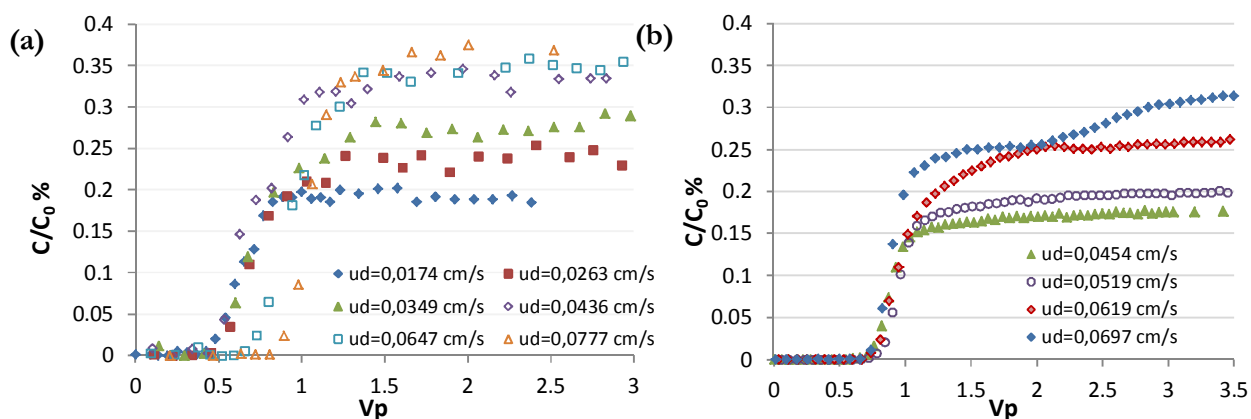 (a)
C/C0 %
0.4
0.35
0.3
0.25
0.2
0.15
0.1
0.05
0
ud=0,0174 cm/s
ud=0,0263 cm/s
ud=0,0349 cm/s
ud=0,0436 cm/s
ud=0,0647 cm/s
ud=0,0777 cm/s
0 0.5 1 1.5 2 2.5 3
Vp
(b)
C/C0 %
0.4
0.35
0.3
0.25
0.2
0.15
0.1
0.05
0
ud=0,0454 cm/s
ud=0,0519 cm/s
ud=0,0619 cm/s
ud=0,0697 cm/s
0 0.5 1 1.5 2 2.5 3 3.5
Vp